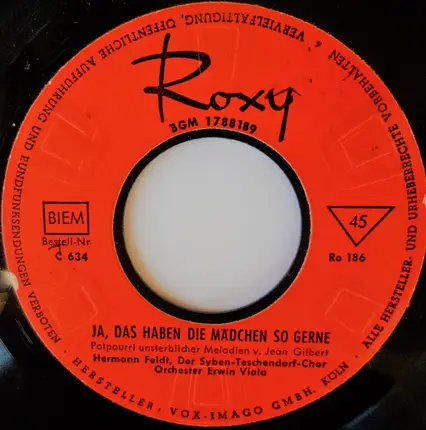 Roxy
BGM 1788189
BIEM
Bestell-Nr
C 634
45
Ro 186
JA, DAS HABEN DIE MÄDCHEN SO GERNE
Potpourri unsterblicher Melodien v. Jean Gilbert
Hermann Feldt, Der Syben-Teschendorf-Chor
Orchester Erwin Viola
HERSTELLER: VOX-IMAGO GMBH. KÖLN · ALLE HERSTELLER- UND URHEBERRECHTE VORBEHALTEN & VERVIELFÄLTIGUNG, ÖFFENTLICHE AUFFÜHRUNG UND FUNDFUNKSENDUNGEN VERBOTEN ·